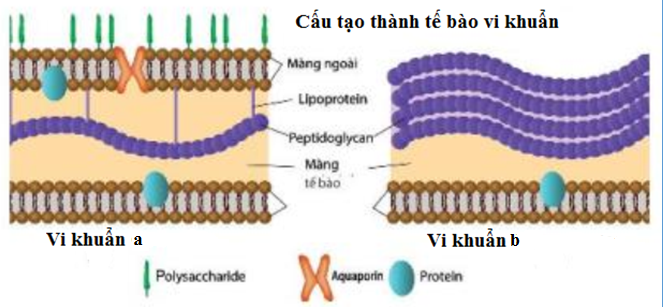 Cấu tạo thành tế bào vi khuẩn
Màng ngoài
Lipoprotein
Peptidoglycan
Màng
tế bào
Vi khuẩn a
Vi khuẩn b
Polysaccharide
Aquaporin
Protein